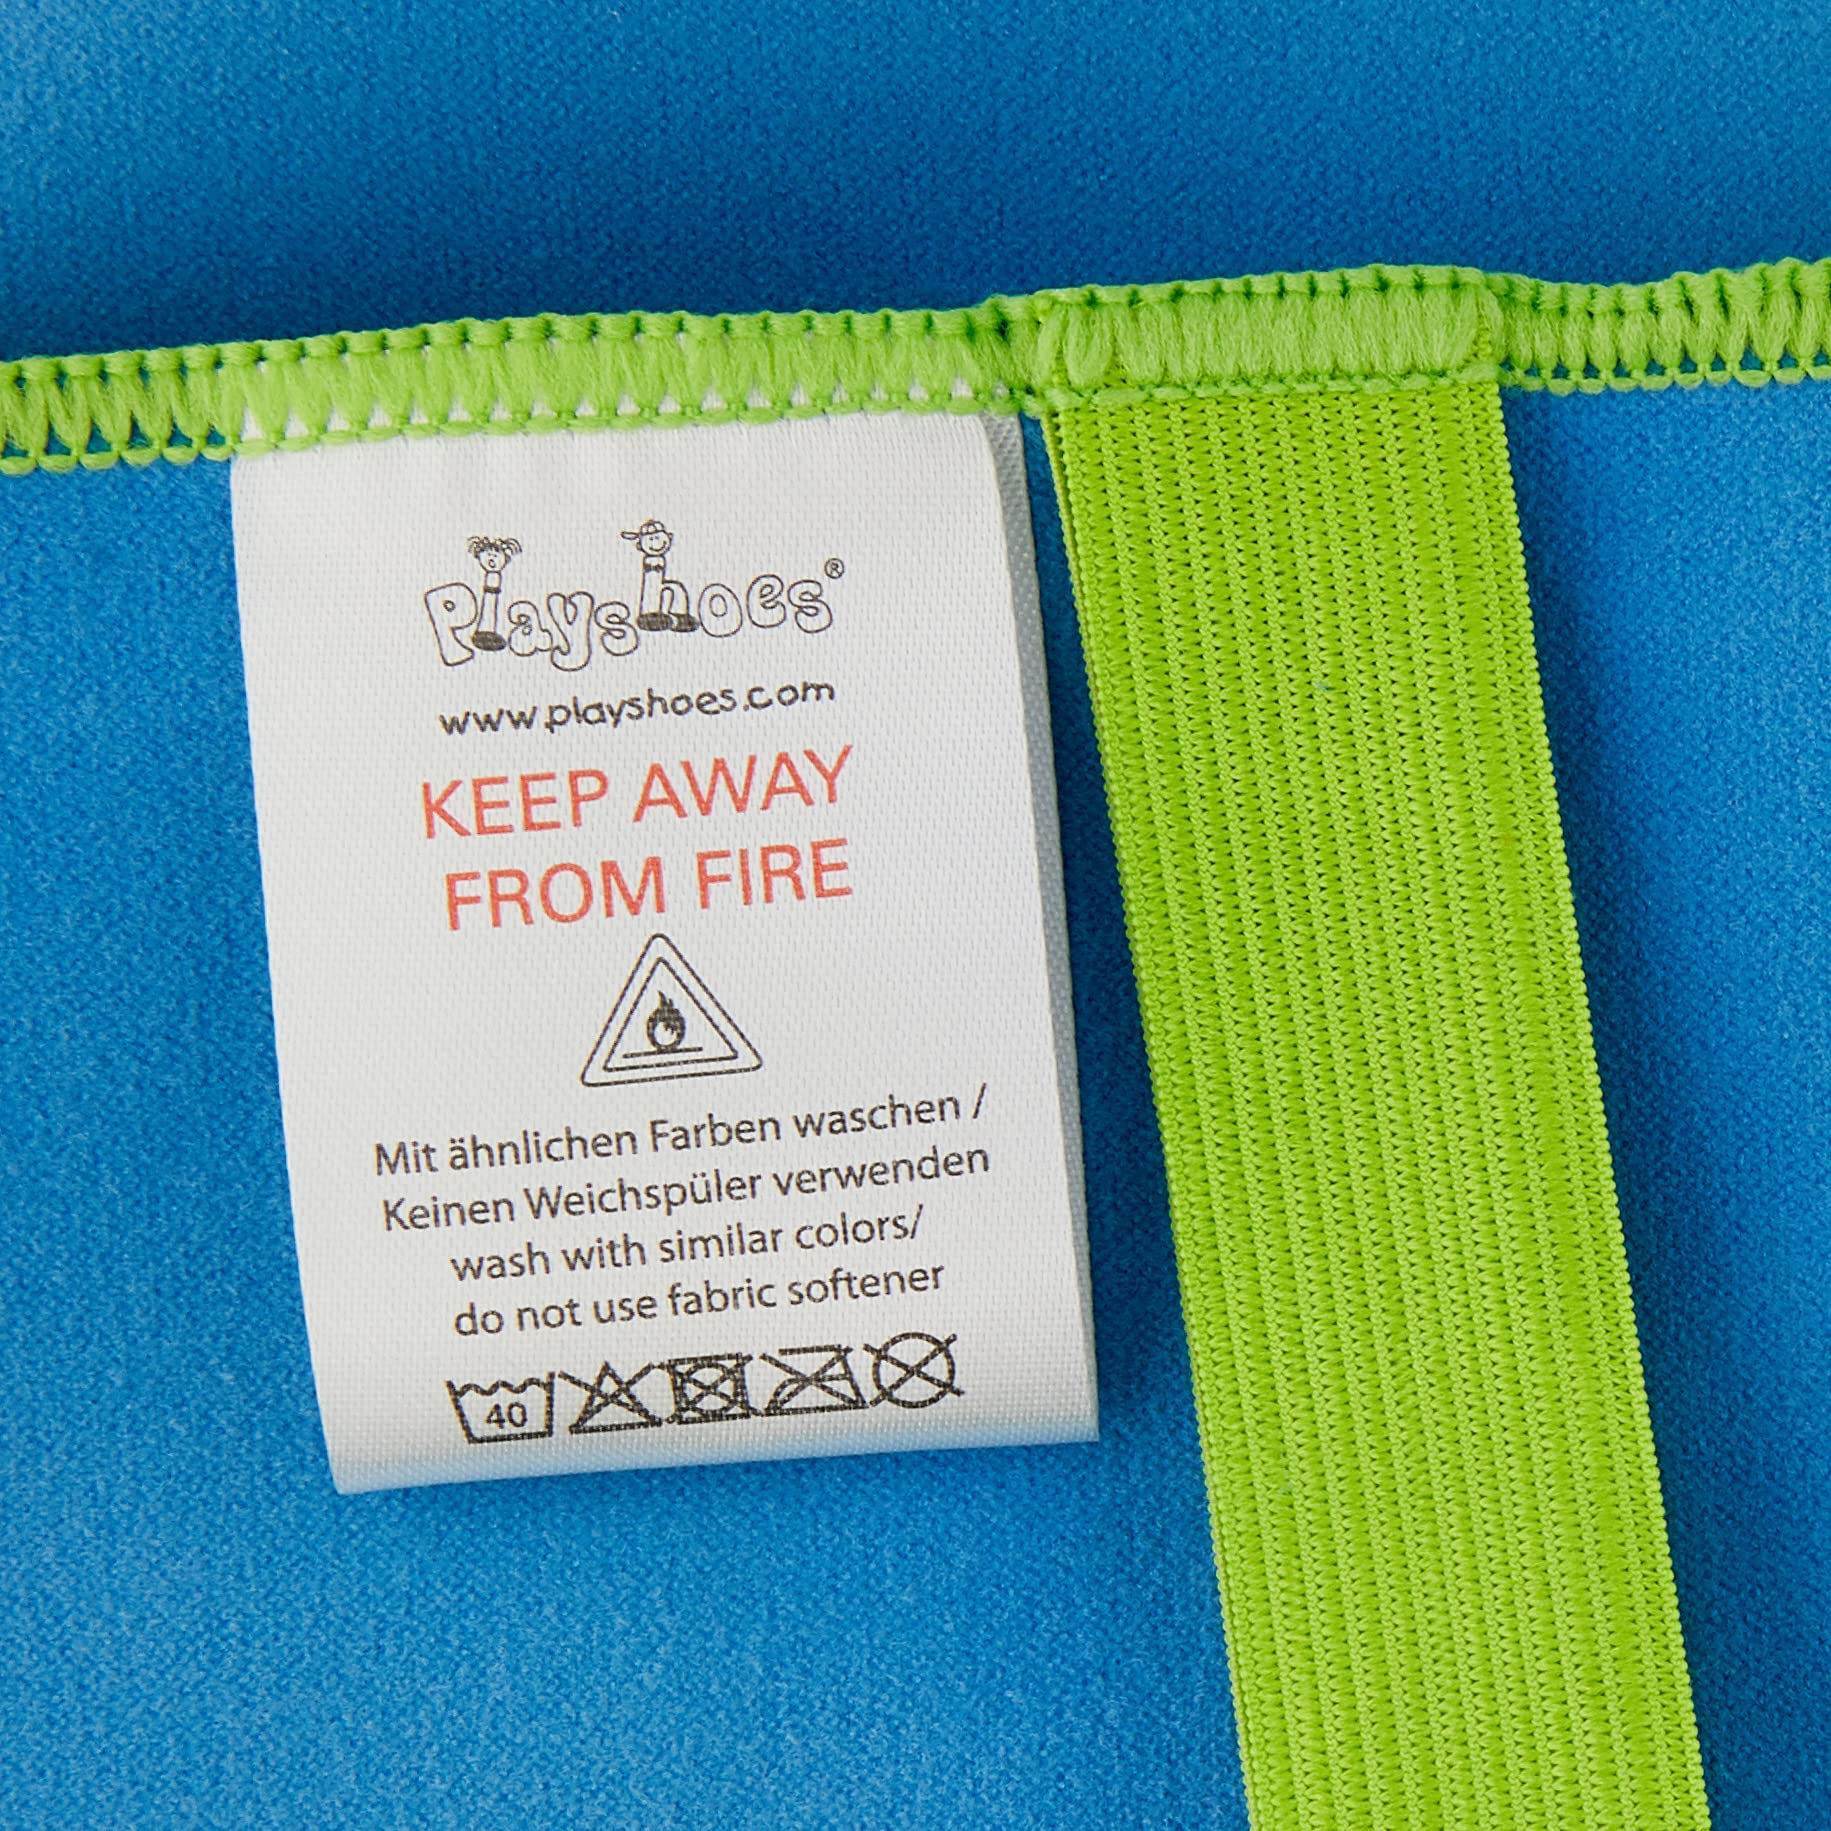 Playshoes®
www.playshoes.com
KEEP AWAY
FROM FIRE
Mit ähnlichen Farben waschen /
Keinen Weichspüler verwenden
wash with similar colors/
do not use fabric softener
40